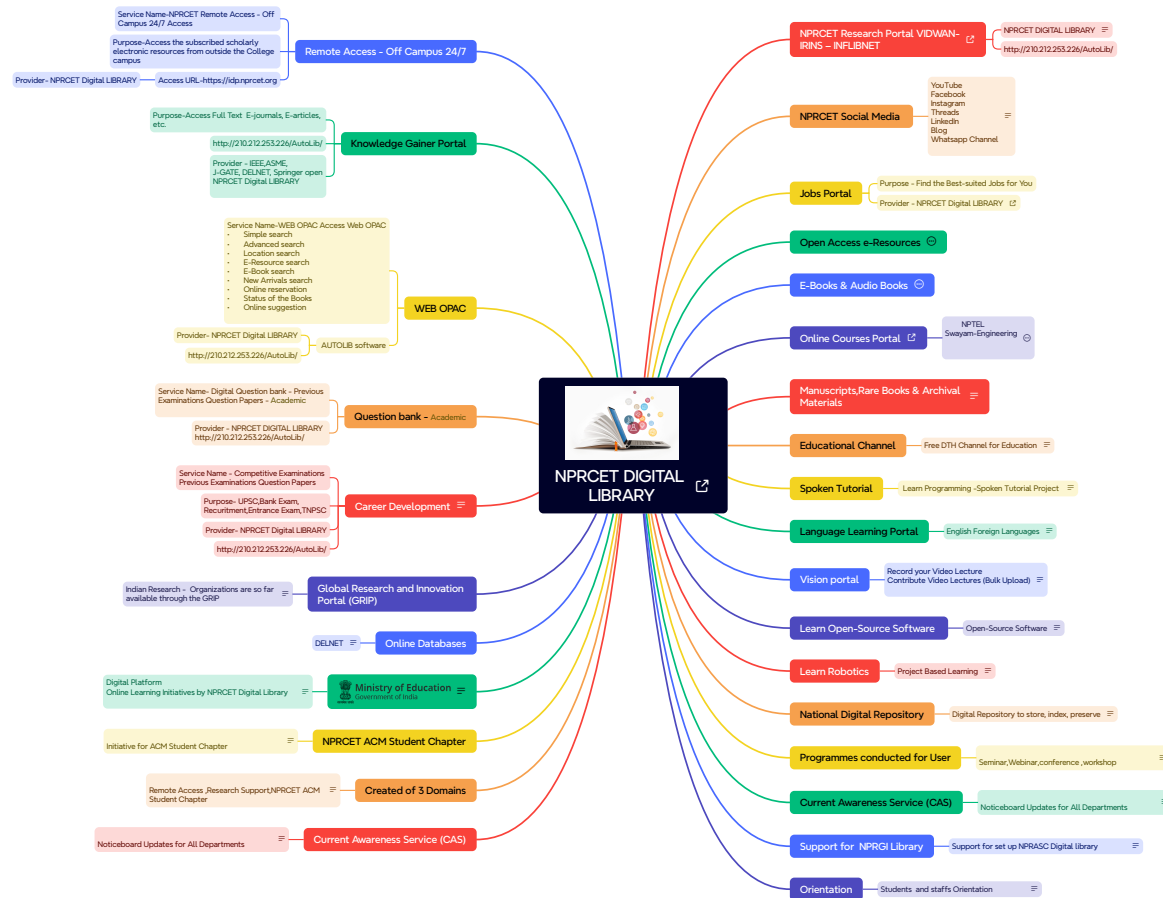 Service Name-NPRCET Remote Access - Off
Campus 24/7 Access
Purpose-Access the subscribed scholarly
electronic resources from outside the College
campus
Provider- NPRCET Digital LIBRARY
Access URL-https://idp.nprcet.org
Remote Access - Off Campus 24/7
Purpose-Access Full Text E-journals, E-articles,
etc.
http://210.212.253.226/AutoLib/
Provider - IEEE,ASME,
J-GATE, DELNET, Springer open
NPRCET Digital LIBRARY
Knowledge Gainer Portal
Service Name-WEB OPAC Access Web OPAC
• Simple search
• Advanced search
• Location search
• E-Resource search
• E-Book search
• New Arrivals search
• Online reservation
• Status of the Books
• Online suggestion
WEB OPAC
Provider- NPRCET Digital LIBRARY
http://210.212.253.226/AutoLib/
AUTOLIB software
Service Name- Digital Question bank - Previous
Examinations Question Papers - Academic
Provider - NPRCET DIGITAL LIBRARY
http://210.212.253.226/AutoLib/
Question bank - Academic
Service Name - Competitive Examinations
Previous Examinations Question Papers
Purpose- UPSC,Bank Exam,
Recuritment,Entrance Exam,TNPSC
Provider- NPRCET Digital LIBRARY
http://210.212.253.226/AutoLib/
Career Development
Indian Research - Organizations are so far
available through the GRIP
Global Research and Innovation
Portal (GRIP)
DELNET
Online Databases
Digital Platform
Online Learning Initiatives by NPRCET Digital Library
Ministry of Education
Government of India
Initiative for ACM Student Chapter
NPRCET ACM Student Chapter
Remote Access ,Research Support,NPRCET ACM
Student Chapter
Created of 3 Domains
Noticeboard Updates for All Departments
Current Awareness Service (CAS)
NPRCET DIGITAL
LIBRARY
NPRCET Research Portal VIDWAN-
IRINS – INFLIBNET
NPRCET DIGITAL LIBRARY
http://210.212.253.226/AutoLib/
NPRCET Social Media
YouTube
Facebook
Instagram
Threads
LinkedIn
Blog
Whatsapp Channel
Jobs Portal
Purpose - Find the Best-suited Jobs for You
Provider - NPRCET Digital LIBRARY
Open Access e-Resources
E-Books & Audio Books
Online Courses Portal
NPTEL
Swayam-Engineering
Manuscripts,Rare Books & Archival
Materials
Educational Channel
Free DTH Channel for Education
Spoken Tutorial
Learn Programming -Spoken Tutorial Project
Language Learning Portal
English Foreign Languages
Vision portal
Record your Video Lecture
Contribute Video Lectures (Bulk Upload)
Learn Open-Source Software
Open-Source Software
Learn Robotics
Project Based Learning
National Digital Repository
Digital Repository to store, index, preserve
Programmes conducted for User
Seminar,Webinar,conference ,workshop
Current Awareness Service (CAS)
Noticeboard Updates for All Departments
Support for NPRGI Library
Support for set up NPRASC Digital library
Orientation
Students and staffs Orientation